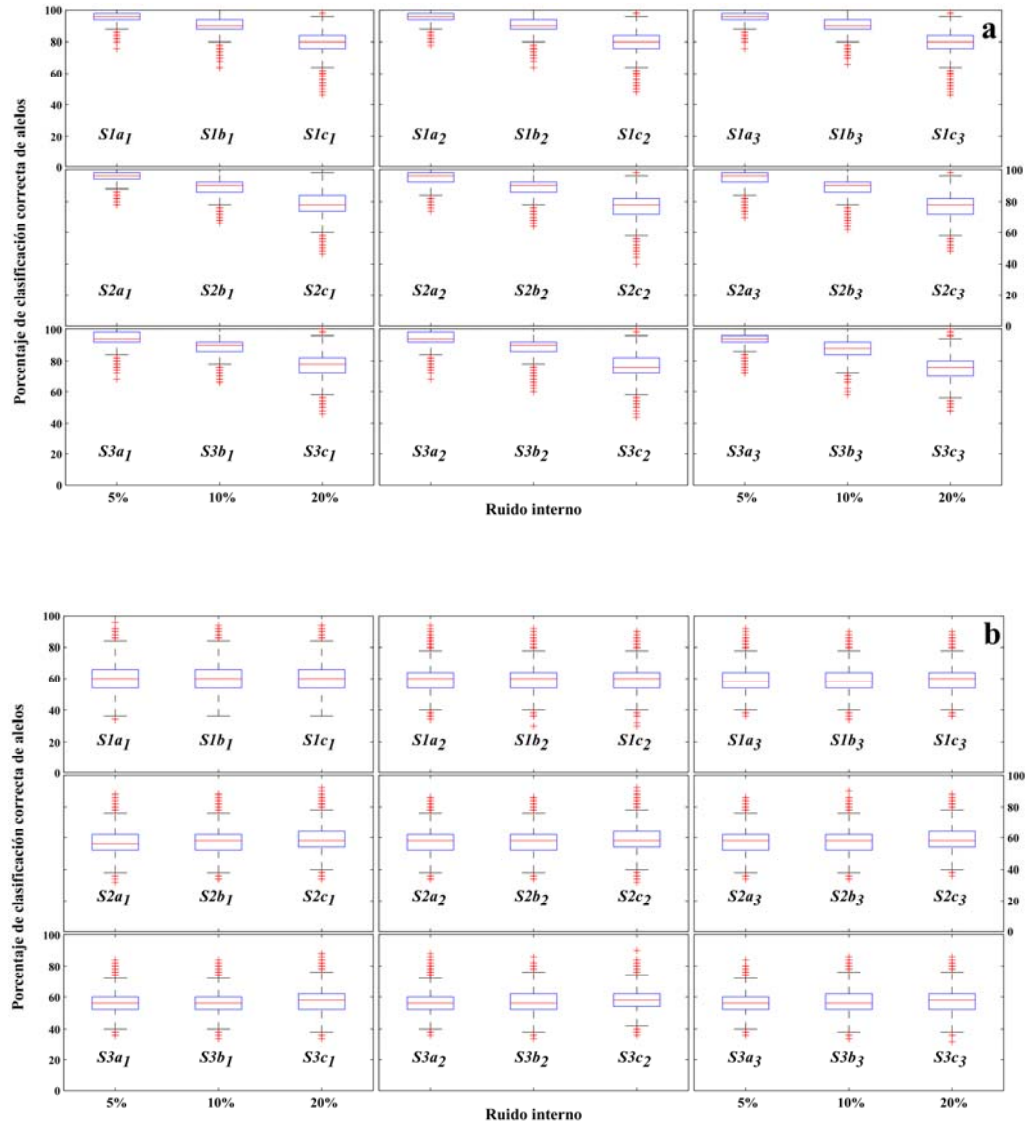 a
Porcentaje de clasificación correcta de alelos
100
80
60
40
20
0
S1a1 S1b1 S1c1 S1a2 S1b2 S1c2 S1a3 S1b3 S1c3
100
80
60
40
20
0
S2a1 S2b1 S2c1 S2a2 S2b2 S2c2 S2a3 S2b3 S2c3
100
80
60
40
20
0
S3a1 S3b1 S3c1 S3a2 S3b2 S3c2 S3a3 S3b3 S3c3
5% 10% 20% 5% 10% 20%
Ruido interno
b
Porcentaje de clasificación correcta de alelos
100
80
60
40
20
0
S1a1 S1b1 S1c1 S1a2 S1b2 S1c2 S1a3 S1b3 S1c3
100
80
60
40
20
0
S2a1 S2b1 S2c1 S2a2 S2b2 S2c2 S2a3 S2b3 S2c3
100
80
60
40
20
0
S3a1 S3b1 S3c1 S3a2 S3b2 S3c2 S3a3 S3b3 S3c3
5% 10% 20% 5% 10% 20%
Ruido interno